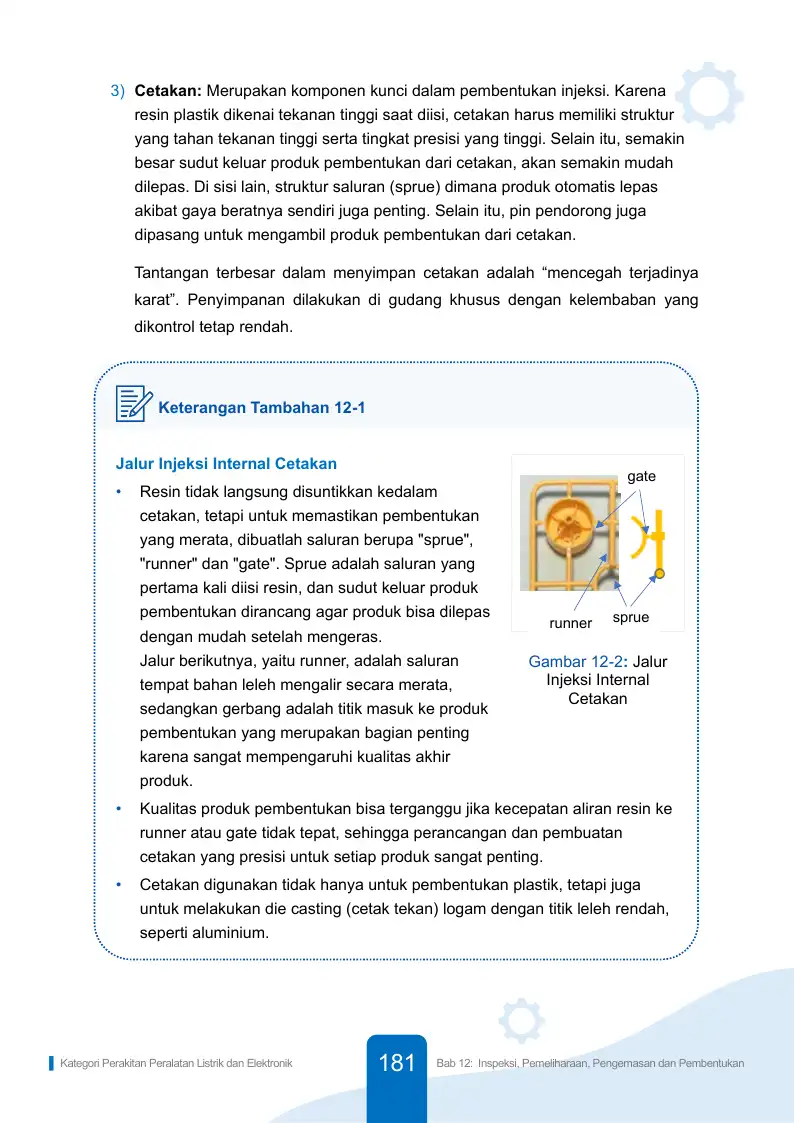 3) Cetakan: Merupakan komponen kunci dalam pembentukan injeksi. Karena
resin plastik dikenai tekanan tinggi saat diisi, cetakan harus memiliki struktur
yang tahan tekanan tinggi serta tingkat presisi yang tinggi. Selain itu, semakin
besar sudut keluar produk pembentukan dari cetakan, akan semakin mudah
dilepas. Di sisi lain, struktur saluran (sprue) dimana produk otomatis lepas
akibat gaya beratnya sendiri juga penting. Selain itu, pin pendorong juga
dipasang untuk mengambil produk pembentukan dari cetakan.
Tantangan terbesar dalam menyimpan cetakan adalah “mencegah terjadinya
karat”. Penyimpanan dilakukan di gudang khusus dengan kelembaban yang
dikontrol tetap rendah.
Keterangan Tambahan 12-1
Jalur Injeksi Internal Cetakan
• Resin tidak langsung disuntikkan kedalam
cetakan, tetapi untuk memastikan pembentukan
yang merata, dibuatlah saluran berupa "sprue",
"runner" dan "gate". Sprue adalah saluran yang
pertama kali diisi resin, dan sudut keluar produk
pembentukan dirancang agar produk bisa dilepas
dengan mudah setelah mengeras.
Jalur berikutnya, yaitu runner, adalah saluran
tempat bahan leleh mengalir secara merata,
sedangkan gerbang adalah titik masuk ke produk
pembentukan yang merupakan bagian penting
karena sangat mempengaruhi kualitas akhir
produk.
gate
runner
sprue
Gambar 12-2: Jalur
Injeksi Internal
Cetakan
• Kualitas produk pembentukan bisa terganggu jika kecepatan aliran resin ke
runner atau gate tidak tepat, sehingga perancangan dan pembuatan
cetakan yang presisi untuk setiap produk sangat penting.
• Cetakan digunakan tidak hanya untuk pembentukan plastik, tetapi juga
untuk melakukan die casting (cetak tekan) logam dengan titik leleh rendah,
seperti aluminium.
Kategori Perakitan Peralatan Listrik dan Elektronik
181
Bab 12: Inspeksi, Pemeliharaan, Pengemasan dan Pembentukan